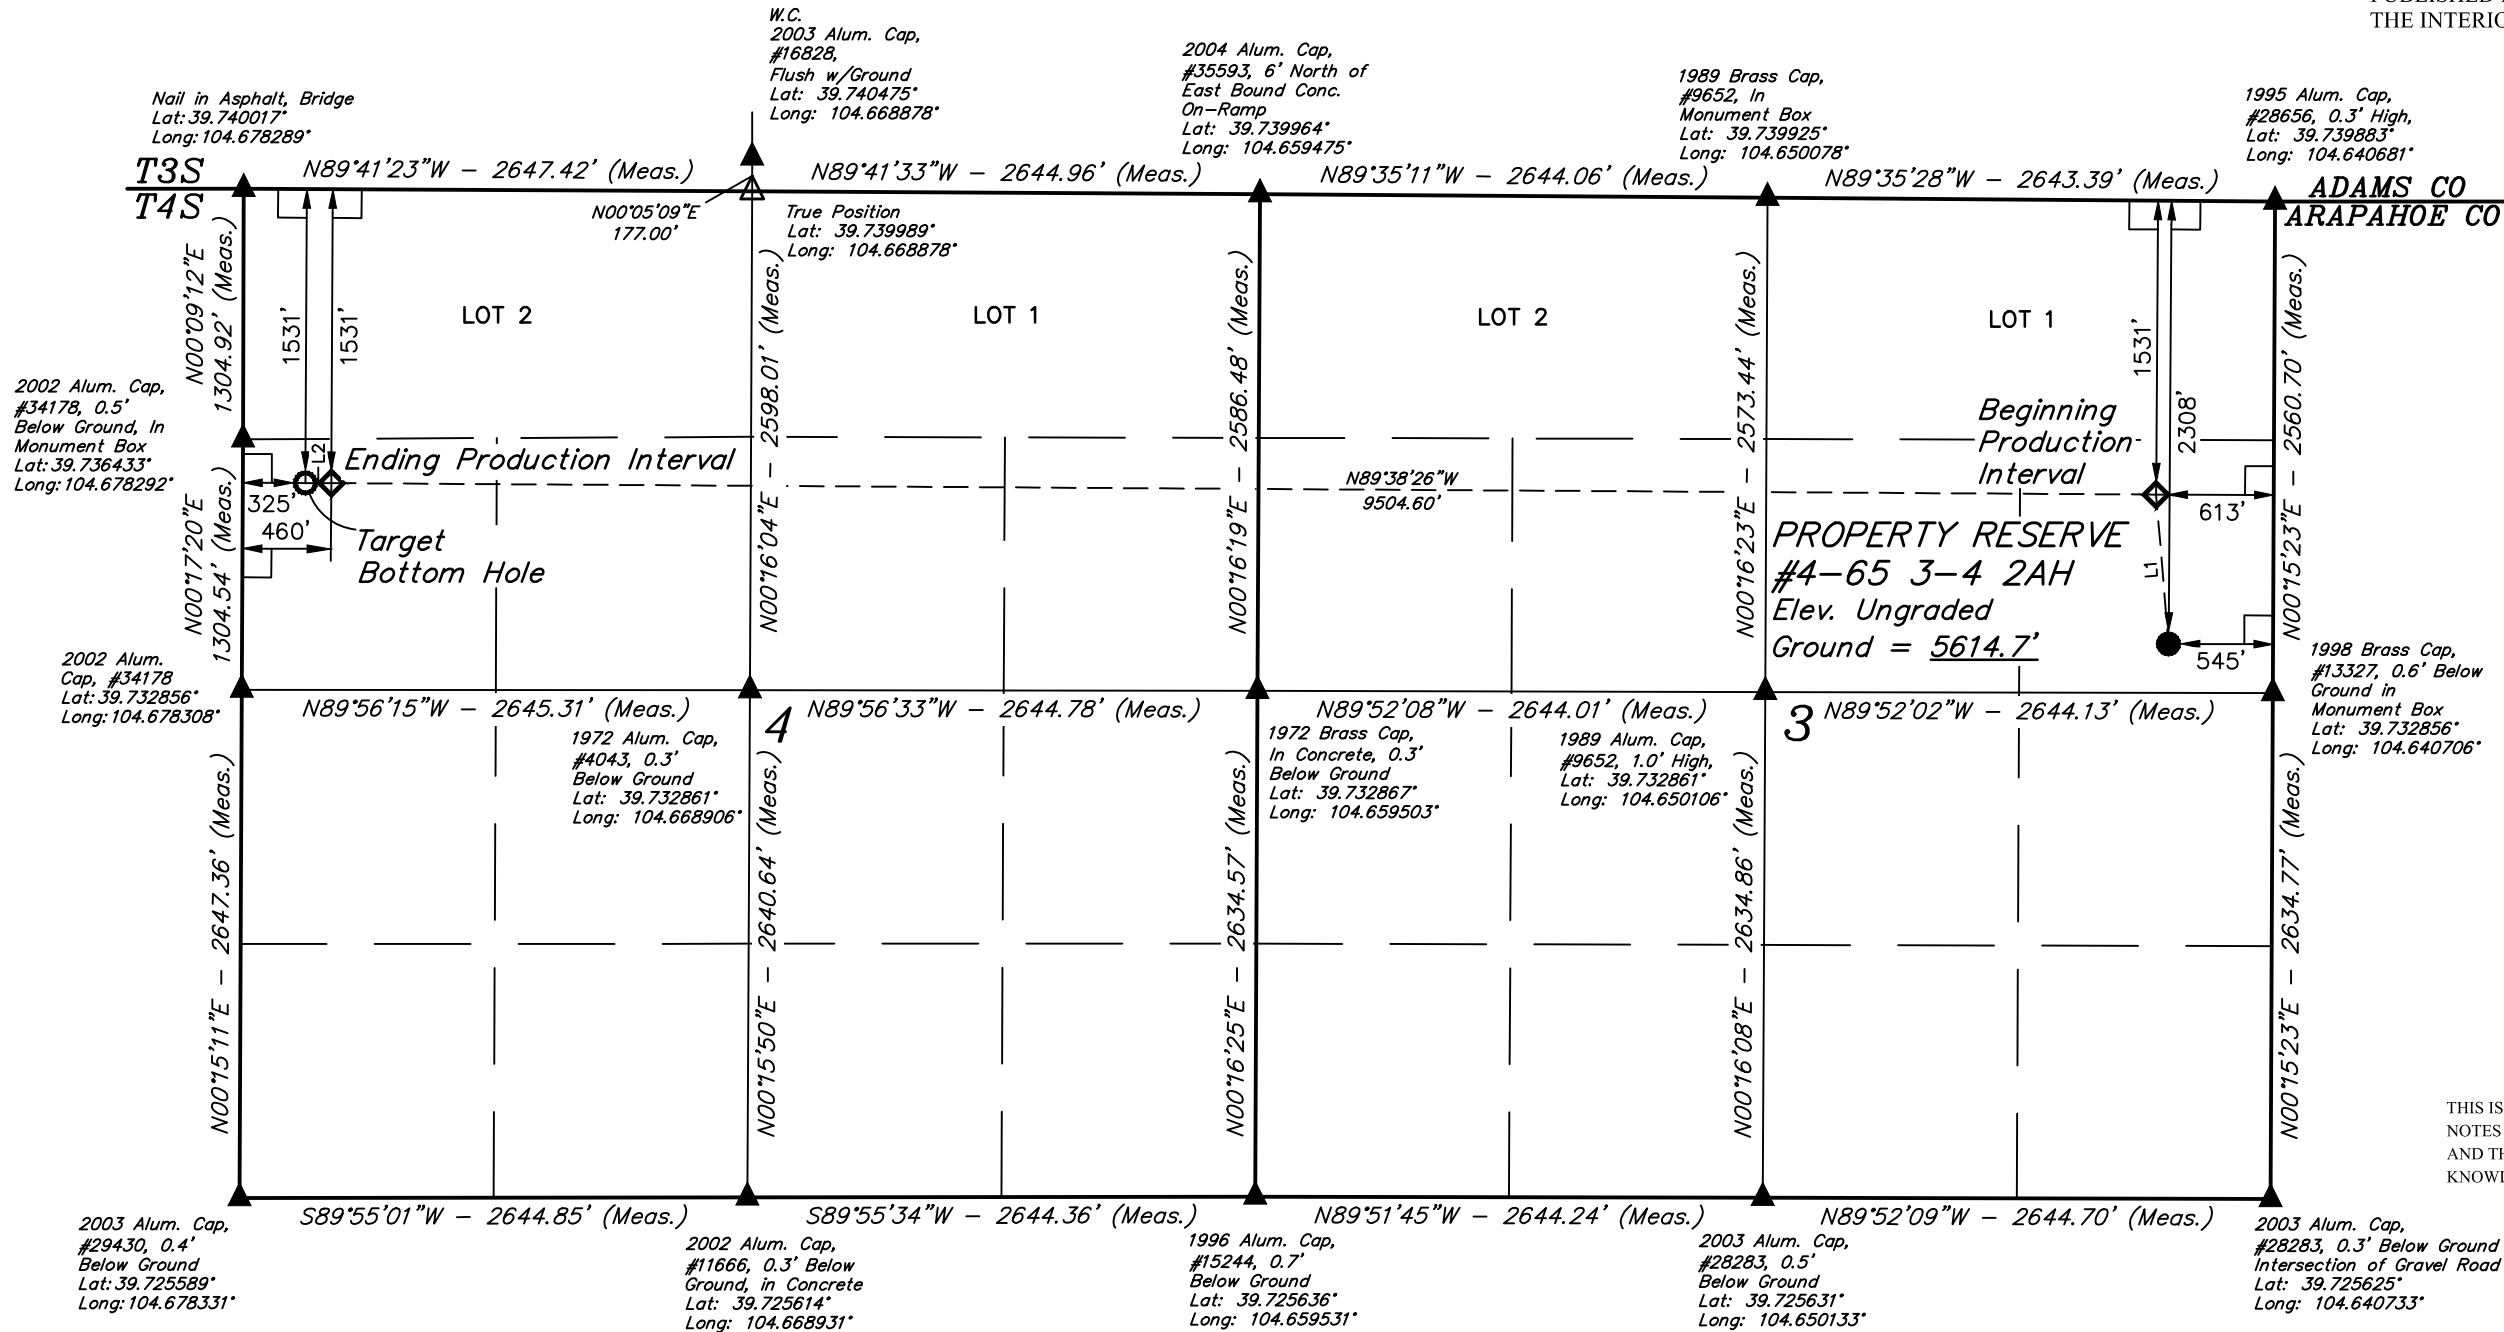 PUBLISHED
THE INTERIO
W.C.
2003 Alum. Cap,
#16828,
Flush w/Ground
Lat: 39.740475°
Long: 104.668878°
2004 Alum. Cap,
#35593, 6' North of
East Bound Conc.
On-Ramp
Lat: 39.739964°
Long: 104.659475°
1989 Brass Cap,
#9652, In
Monument Box
Lat: 39.739925°
Long: 104.650078°
1995 Alum. Cap,
#28656, 0.3' High,
Lat: 39.739883°
Long: 104.640681°
Nail in Asphalt, Bridge
Lat: 39.740017°
Long: 104.678289°
T3S
T4S
N89°41'23"W - 2647.42' (Meas.)
N89°41'33"W - 2644.96' (Meas.)
N89°35'11"W - 2644.06' (Meas.)
N89°35'28"W - 2643.39' (Meas.)
ADAMS CO
ARAPAHOE CO
N00°05'09"E
177.00'
True Position
Lat: 39.739989°
Long: 104.668878°
N00°09'12"E
1304.92' (Meas.)
1531'
1531'
LOT 2
N00°16'04"E - 2598.01' (Meas.)
LOT 1
N00°16'19"E - 2586.48' (Meas.)
LOT 2
N00°16'23"E - 2573.44' (Meas.)
LOT 1
1531'
2308'
N00°15'23"E - 2560.70' (Meas.)
2002 Alum. Cap,
#34178, 0.5'
Below Ground, In
Monument Box
Lat: 39.736433°
Long: 104.678292°
L2
Ending Production Interval
325'
460'
Target
Bottom Hole
N00°17'20"E
1304.54' (Meas.)
N89°38'26"W
9504.60'
Beginning
Production
Interval
613'
PROPERTY RESERVE
#4-65 3-4 2AH
Elev. Ungraded
Ground = 5614.7'
L1
545'
2002 Alum.
Cap, #34178
Lat: 39.732856°
Long: 104.678308°
1998 Brass Cap,
#13327, 0.6' Below
Ground in
Monument Box
Lat: 39.732856°
Long: 104.640706°
N89°56'15"W - 2645.31' (Meas.)
4
N89°56'33"W - 2644.78' (Meas.)
N89°52'08"W - 2644.01' (Meas.)
3
N89°52'02"W - 2644.13' (Meas.)
1972 Alum. Cap,
#4043, 0.3'
Below Ground
Lat: 39.732861°
Long: 104.668906°
1972 Brass Cap,
In Concrete, 0.3'
Below Ground
Lat: 39.732867°
Long: 104.659503°
1989 Alum. Cap,
#9652, 1.0' High,
Lat: 39.732861°
Long: 104.650106°
N00°15'11"E - 2647.36' (Meas.)
N00°15'50"E - 2640.64' (Meas.)
N00°16'25"E - 2634.57' (Meas.)
N00°16'08"E - 2634.86' (Meas.)
N00°15'23"E - 2634.77' (Meas.)
THIS IS
NOTES
AND TH
KNOWL
S89°55'01"W - 2644.85' (Meas.)
S89°55'34"W - 2644.36' (Meas.)
N89°51'45"W - 2644.24' (Meas.)
N89°52'09"W - 2644.70' (Meas.)
2003 Alum. Cap,
#29430, 0.4'
Below Ground
Lat: 39.725589°
Long: 104.678331°
2002 Alum. Cap,
#11666, 0.3' Below
Ground, in Concrete
Lat: 39.725614°
Long: 104.668931°
1996 Alum. Cap,
#15244, 0.7'
Below Ground
Lat: 39.725636°
Long: 104.659531°
2003 Alum. Cap,
#28283, 0.5'
Below Ground
Lat: 39.725631°
Long: 104.650133°
2003 Alum. Cap,
#28283, 0.3' Below Ground
Intersection of Gravel Road
Lat: 39.725625°
Long: 104.640733°